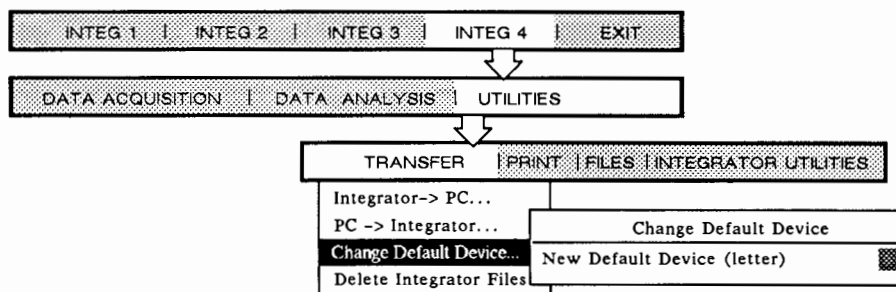 INTEG 1 | INTEG 2 | INTEG 3 | INTEG 4 | EXIT
DATA ACQUISITION | DATA ANALYSIS | UTILITIES
TRANSFER | PRINT | FILES | INTEGRATOR UTILITIES
Integrator-> PC...
PC -> Integrator...
Change Default Device...
Delete Integrator Files
Change Default Device
New Default Device (letter)